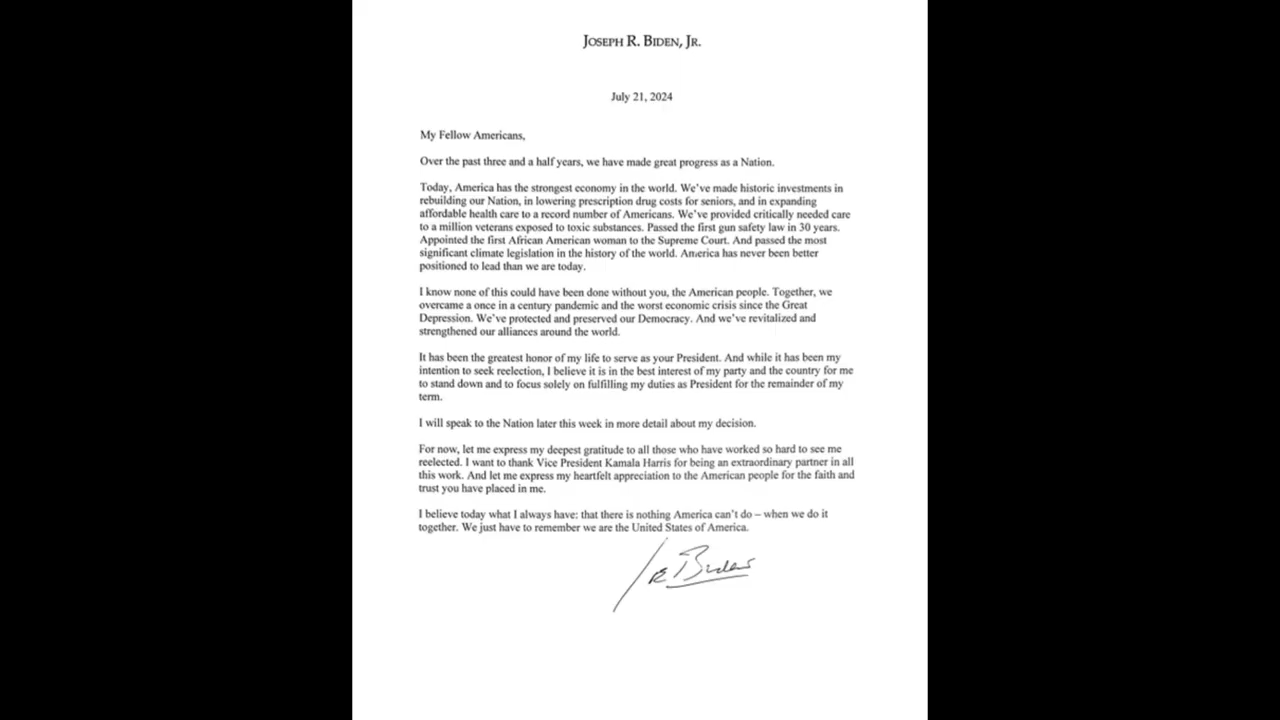 JOSEPH R. BIDEN, JR.
July 21, 2024
My Fellow Americans,
Over the past three and a half years, we have made great progress as a Nation.
Today, America has the strongest economy in the world. We've made historic investments in
rebuilding our Nation, in lowering prescription drug costs for seniors, and in expanding
affordable health care to a record number of Americans. We've provided critically needed care
to a million veterans exposed to toxic substances. Passed the first gun safety law in 30 years.
Appointed the first African American woman to the Supreme Court. And passed the most
significant climate legislation in the history of the world. America has never been better
positioned to lead than we are today.
I know none of this could have been done without you, the American people. Together, we
overcame a once in a century pandemic and the worst economic crisis since the Great
Depression. We've protected and preserved our Democracy. And we've revitalized and
strengthened our alliances around the world.
It has been the greatest honor of my life to serve as your President. And while it has been my
intention to seek reelection, I believe it is in the best interest of my party and the country for me
to stand down and to focus solely on fulfilling my duties as President for the remainder of my
term.
I will speak to the Nation later this week in more detail about my decision.
For now, let me express my deepest gratitude to all those who have worked so hard to see me
reelected. I want to thank Vice President Kamala Harris for being an extraordinary partner in all
this work. And let me express my heartfelt appreciation to the American people for the faith and
trust you have placed in me.
I believe today what I always have: that there is nothing America can't do – when we do it
together. We just have to remember we are the United States of America.
Joe Biden